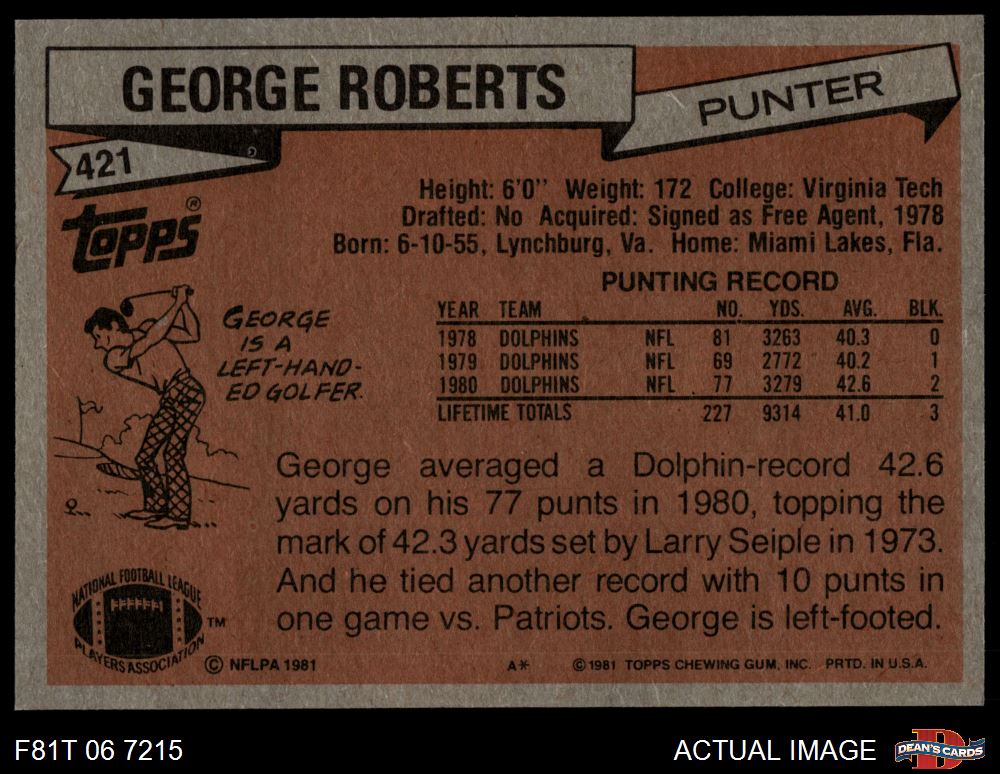 GEORGE ROBERTS
PUNTER
421
topps®
Height: 6'0" Weight: 172 College: Virginia Tech
Drafted: No Acquired: Signed as Free Agent, 1978
Born: 6-10-55, Lynchburg, Va. Home: Miami Lakes, Fla.
GEORGE
IS A
LEFT-HAND-
ED GOLFER.
PUNTING RECORD
YEAR TEAM NO. YDS. AVG. BLK.
1978 DOLPHINS NFL 81 3263 40.3 0
1979 DOLPHINS NFL 69 2772 40.2 1
1980 DOLPHINS NFL 77 3279 42.6 2
LIFETIME TOTALS 227 9314 41.0 3
George averaged a Dolphin-record 42.6
yards on his 77 punts in 1980, topping the
mark of 42.3 yards set by Larry Seiple in 1973.
And he tied another record with 10 punts in
one game vs. Patriots. George is left-footed.
NATIONAL FOOTBALL LEAGUE
PLAYERS ASSOCIATION
TM
© NFLPA 1981
A* © 1981 TOPPS CHEWING GUM, INC. PRTD. IN U.S.A.
F81T 06 7215
ACTUAL IMAGE
D
DEAN'S CARDS